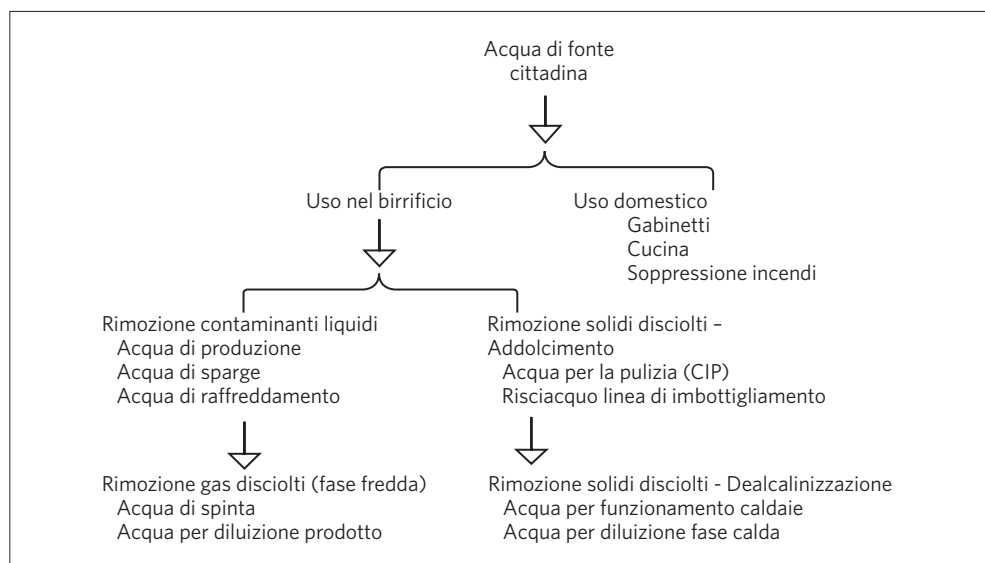 Acqua di fonte
cittadina
Uso nel birrificio
Uso domestico
Gabinetti
Cucina
Soppressione incendi
Rimozione contaminanti liquidi
Acqua di produzione
Acqua di sparge
Acqua di raffreddamento
Rimozione solidi disciolti –
Addolcimento
Acqua per la pulizia (CIP)
Risciacquo linea di imbottigliamento
Rimozione gas disciolti (fase fredda)
Acqua di spinta
Acqua per diluizione prodotto
Rimozione solidi disciolti - Dealcalinizzazione
Acqua per funzionamento caldaie
Acqua per diluizione fase calda